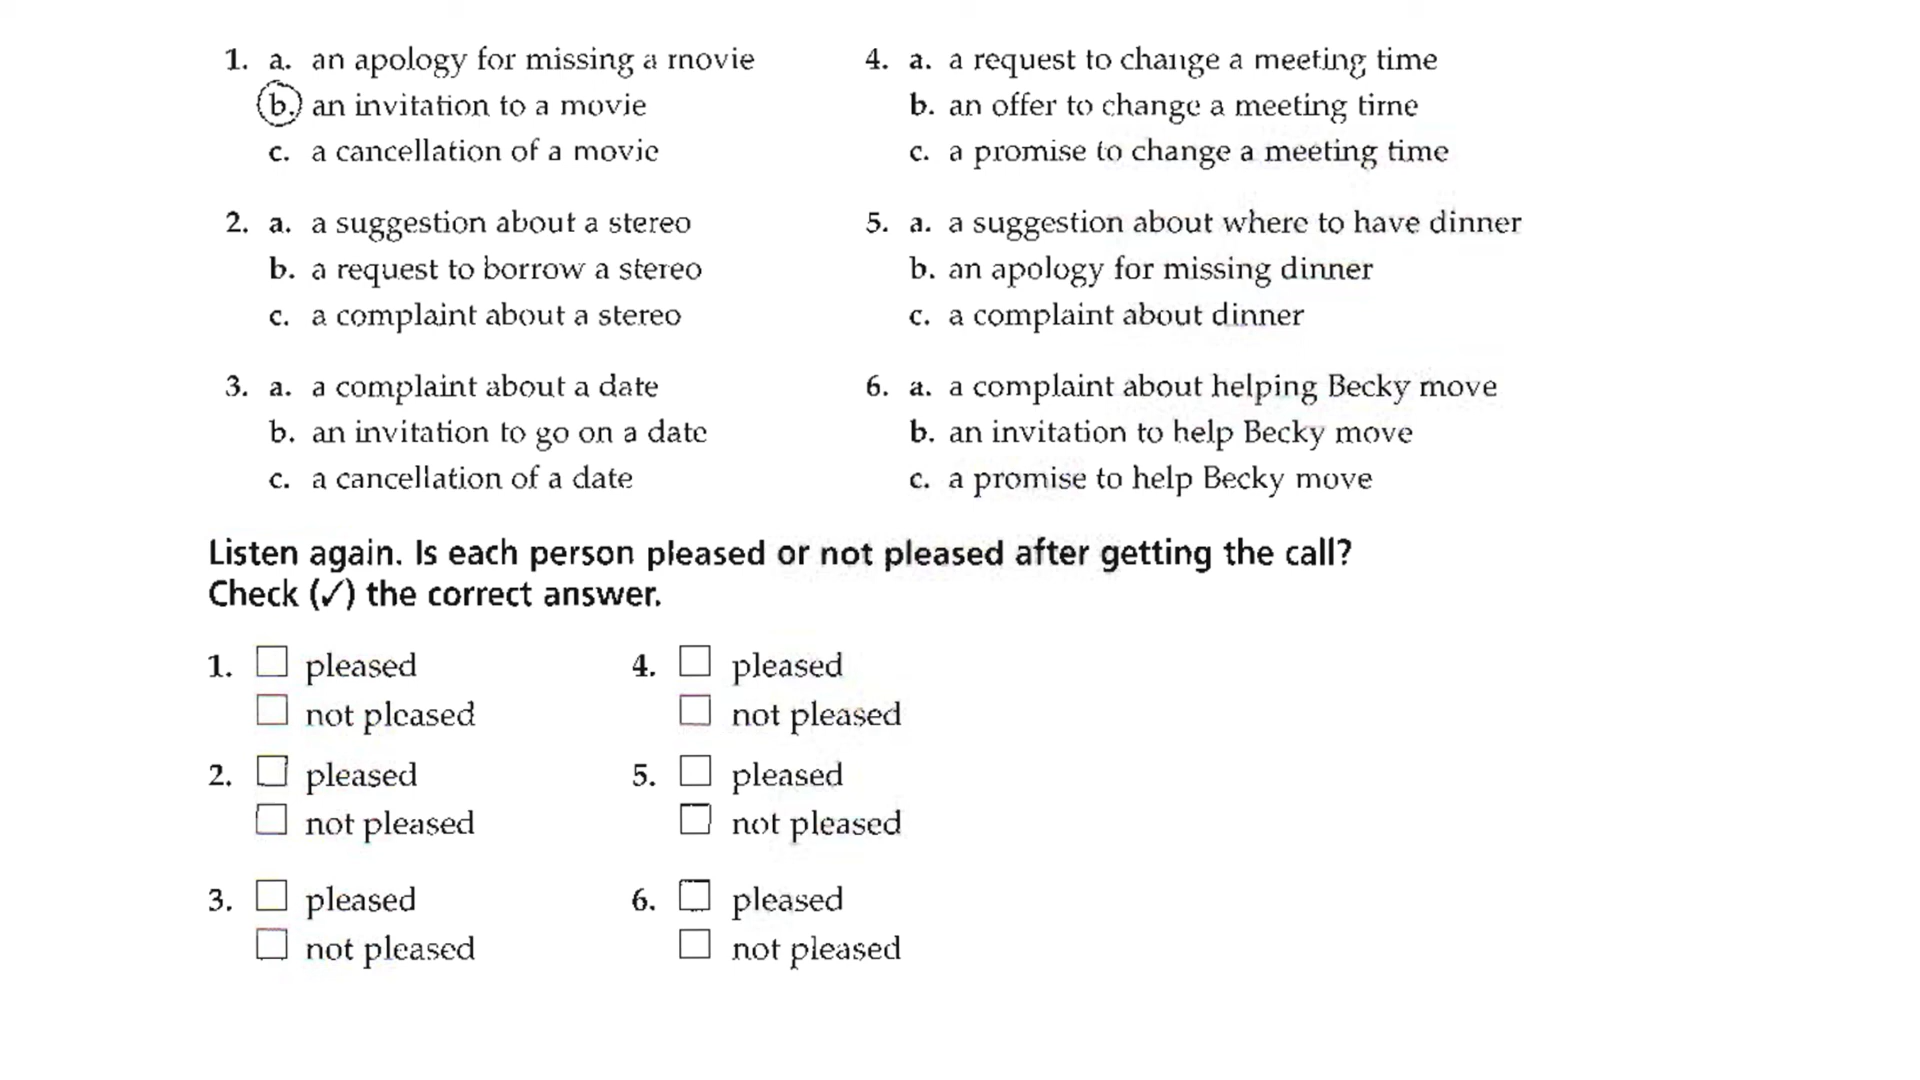 1. a. an apology for missing a movie
b. an invitation to a movie
c. a cancellation of a movie
2. a. a suggestion about a stereo
b. a request to borrow a stereo
c. a complaint about a stereo
3. a. a complaint about a date
b. an invitation to go on a date
c. a cancellation of a date
4. a. a request to change a meeting time
b. an offer to change a meeting time
c. a promise to change a meeting time
5. a. a suggestion about where to have dinner
b. an apology for missing dinner
c. a complaint about dinner
6. a. a complaint about helping Becky move
b. an invitation to help Becky move
c. a promise to help Becky move
Listen again. Is each person pleased or not pleased after getting the call?
Check (✓) the correct answer.
1. □ pleased
□ not pleased
2. □ pleased
□ not pleased
3. □ pleased
□ not pleased
4. □ pleased
□ not pleased
5. □ pleased
□ not pleased
6. □ pleased
□ not pleased